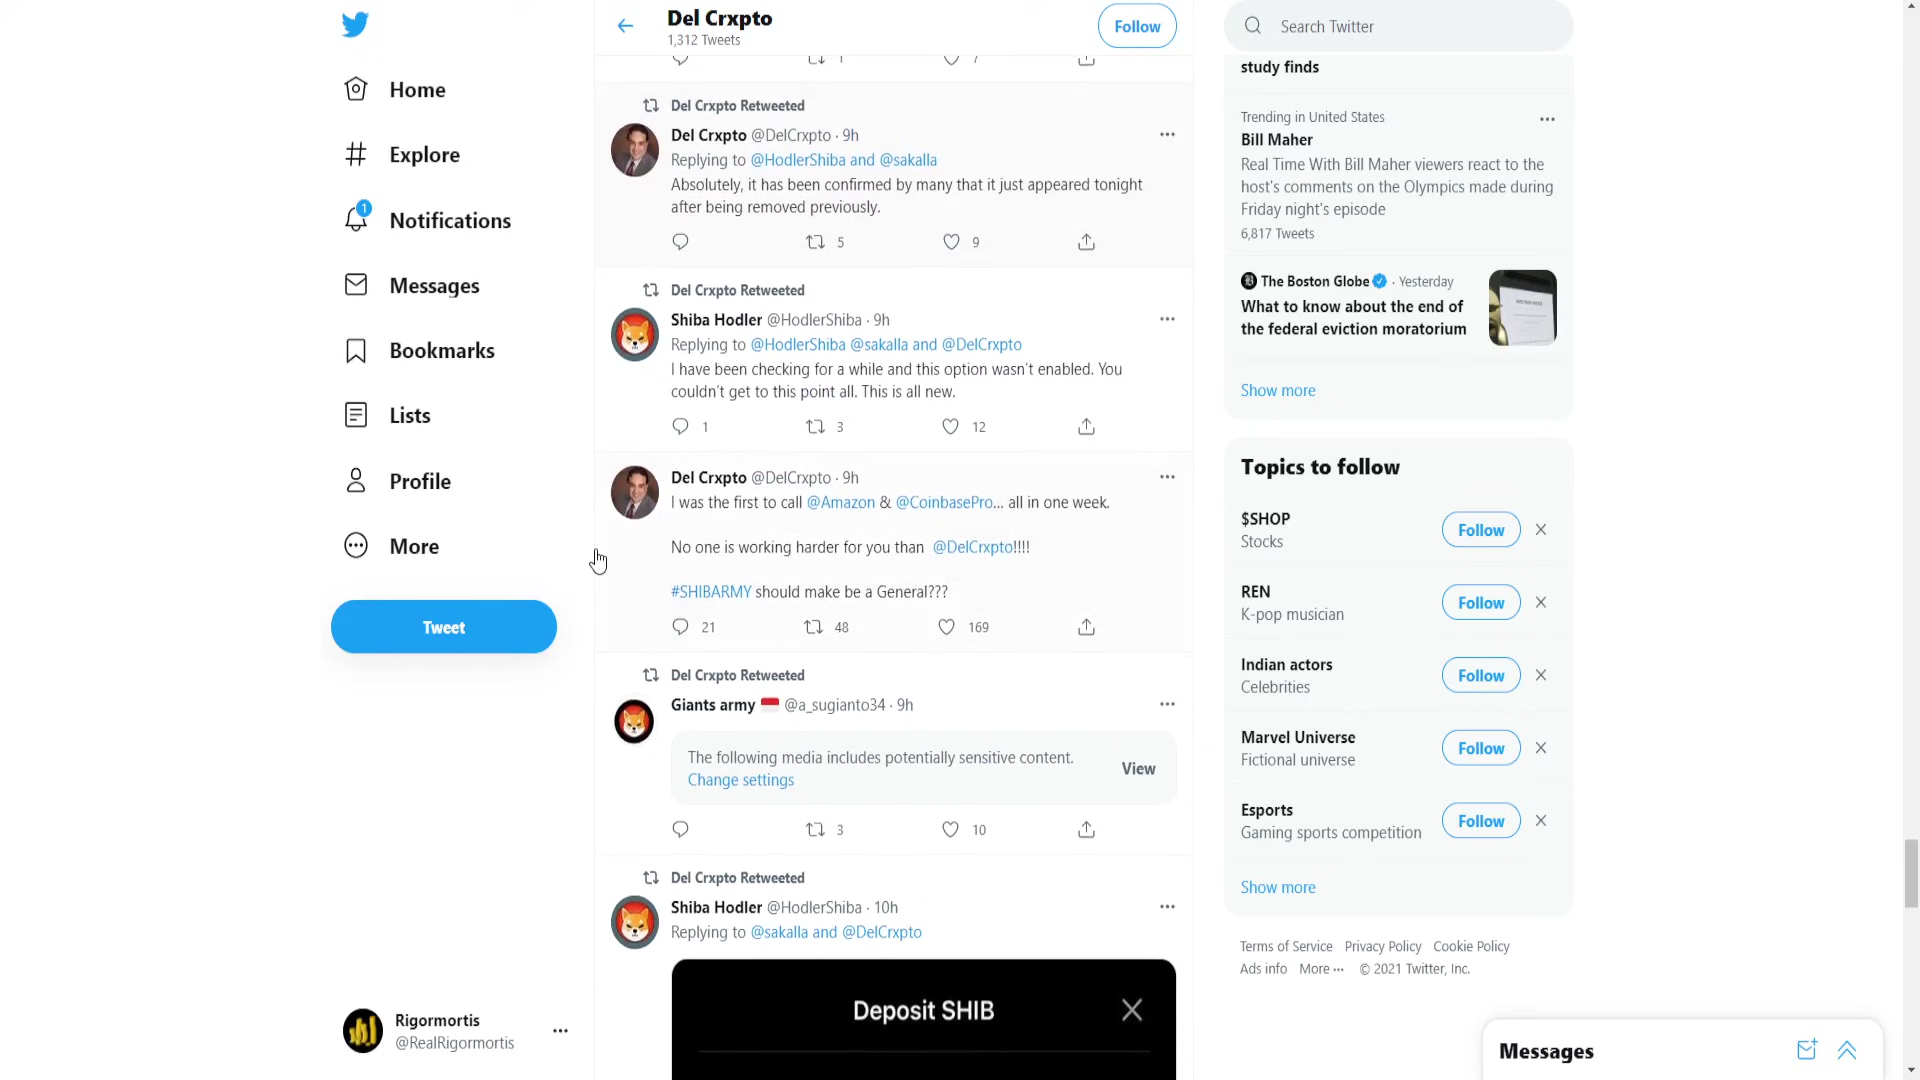 Home
Explore
1
Notifications
Messages
Bookmarks
Lists
Profile
More
Tweet
Rigormortis
@RealRigormortis
Del Crxpto
1,312 Tweets
Follow
1
7
Del Crxpto Retweeted
Del Crxpto @DelCrxpto · 9h
Replying to @HodlerShiba and @sakalla
Absolutely, it has been confirmed by many that it just appeared tonight
after being removed previously.
5
9
Del Crxpto Retweeted
Shiba Hodler @HodlerShiba · 9h
Replying to @HodlerShiba @sakalla and @DelCrxpto
I have been checking for a while and this option wasn't enabled. You
couldn't get to this point all. This is all new.
1
3
12
Del Crxpto @DelCrxpto · 9h
I was the first to call @Amazon & @CoinbasePro... all in one week.
No one is working harder for you than @DelCrxpto!!!!
#SHIBARMY should make be a General???
21
48
169
Del Crxpto Retweeted
Giants army @a_sugianto34 · 9h
The following media includes potentially sensitive content.
Change settings
View
3
10
Del Crxpto Retweeted
Shiba Hodler @HodlerShiba · 10h
Replying to @sakalla and @DelCrxpto
Deposit SHIB
Search Twitter
study finds
Trending in United States
Bill Maher
Real Time With Bill Maher viewers react to the
host's comments on the Olympics made during
Friday night's episode
6,817 Tweets
The Boston Globe · Yesterday
What to know about the end of
the federal eviction moratorium
Show more
Topics to follow
$SHOP
Stocks
Follow
REN
K-pop musician
Follow
Indian actors
Celebrities
Follow
Marvel Universe
Fictional universe
Follow
Esports
Gaming sports competition
Follow
Show more
Terms of Service Privacy Policy Cookie Policy
Ads info More ··· © 2021 Twitter, Inc.
Messages